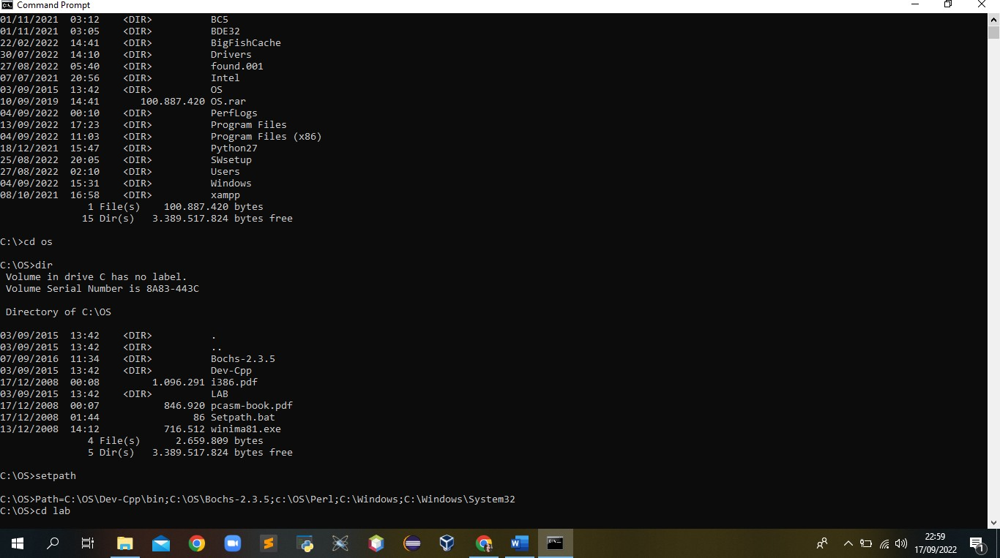 Command Prompt
01/11/2021  03:12    <DIR>          BC5
01/11/2021  03:05    <DIR>          BDE32
22/02/2022  14:41    <DIR>          BigFishCache
30/07/2022  14:10    <DIR>          Drivers
27/08/2022  05:40    <DIR>          found.001
07/07/2021  20:56    <DIR>          Intel
03/09/2015  13:42    <DIR>          OS
10/09/2019  14:41       100.887.420 OS.rar
04/09/2022  00:10    <DIR>          PerfLogs
13/09/2022  17:23    <DIR>          Program Files
04/09/2022  11:03    <DIR>          Program Files (x86)
18/12/2021  15:47    <DIR>          Python27
25/08/2022  20:05    <DIR>          SWsetup
27/08/2022  02:10    <DIR>          Users
04/09/2022  15:31    <DIR>          Windows
08/10/2021  16:58    <DIR>          xampp
               1 File(s)    100.887.420 bytes
              15 Dir(s)   3.389.517.824 bytes free
C:\>cd os
C:\OS>dir
 Volume in drive C has no label.
 Volume Serial Number is 8A83-443C
 Directory of C:\OS
03/09/2015  13:42    <DIR>          .
03/09/2015  13:42    <DIR>          ..
07/09/2016  11:34    <DIR>          Bochs-2.3.5
03/09/2015  13:42    <DIR>          Dev-Cpp
17/12/2008  00:08         1.096.291 i386.pdf
03/09/2015  13:42    <DIR>          LAB
17/12/2008  00:07           846.920 pcasm-book.pdf
17/12/2008  01:44                86 Setpath.bat
13/12/2008  14:12           716.512 winima81.exe
               4 File(s)      2.659.809 bytes
               5 Dir(s)   3.389.517.824 bytes free
C:\OS>setpath
C:\OS>Path=C:\OS\Dev-Cpp\bin;C:\OS\Bochs-2.3.5;c:\OS\Perl;C:\Windows;C:\Windows\System32
C:\OS>cd lab
22:59
17/09/2022
1